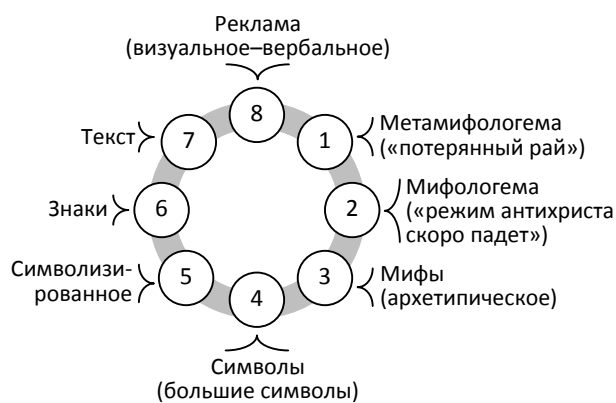 Реклама
(визуальное–вербальное)
8
1
Метамифологема
(«потерянный рай»)
2
Мифологема
(«режим антихриста
скоро падет»)
3
Мифы
(архетипическое)
4
Символы
(большие символы)
5
Символизи-
рованное
6
Знаки
7
Текст